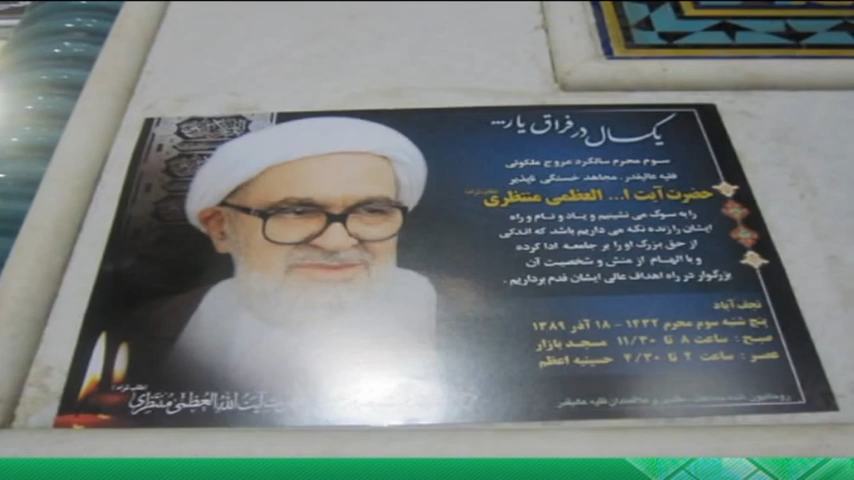 یکسال در فراق یار...
سوم محرم سالگرد عروج ملکوتی
فقیه عالیقدر، مجاهد خستگی ناپذیر
حضرت آیت ا... العظمی منتظری
را به سوگ می نشینیم و یاد و نام و راه
ایشان را زنده نگه می داریم باشد که اندکی
از حق بزرگ او را بر جامعه ادا کرده
و با الهام از منش و شخصیت آن
بزرگوار در راه اهداف عالی ایشان قدم برداریم.
نجف آباد
پنج شنبه سوم محرم ۱۴۳۲ - ۱۸ آذر ۱۳۸۹
صبح: ساعت ۸ تا ۱۱/۳۰ مسجد بازار
عصر: ساعت ۲ تا ۴/۳۰ حسینیه اعظم
آیت الله العظمی منتظری
فقیه عالیقدر